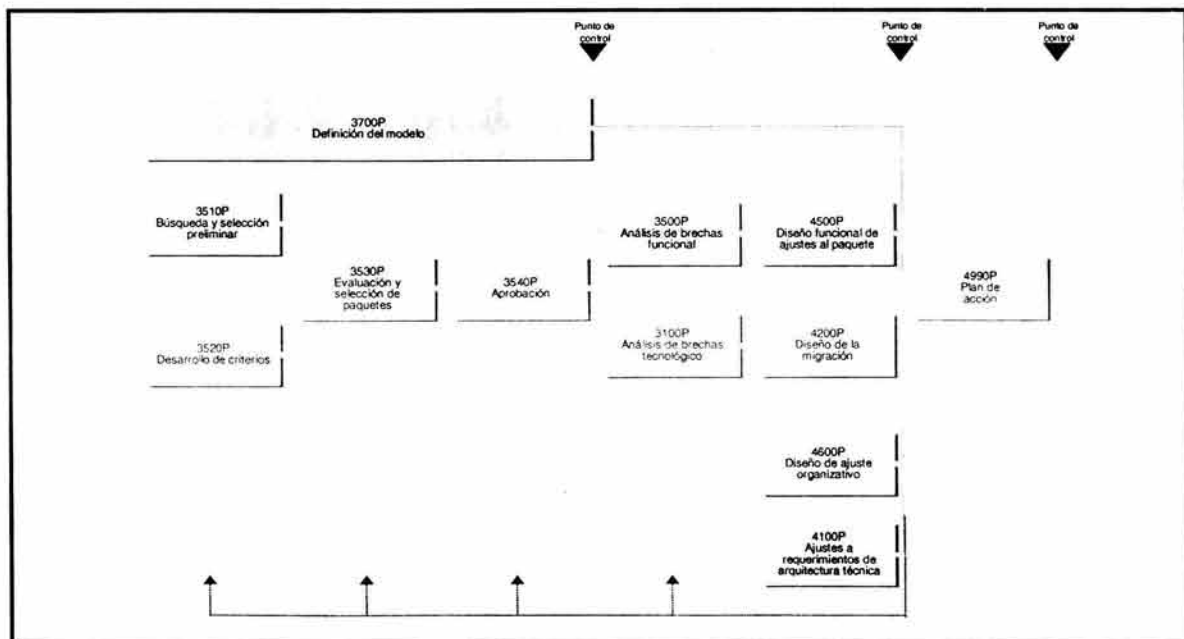 Punto de
control
Punto de
control
Punto de
control
3700P
Definición del modelo
3510P
Búsqueda y selección
preliminar
3500P
Análisis de brechas
funcional
4500P
Diseño funcional de
ajustes al paquete
3530P
Evaluación y
selección de
paquetes
3540P
Aprobación
4990P
Plan de
acción
3520P
Desarrollo de criterios
3100P
Análisis de brechas
tecnológico
4200P
Diseño de la
migración
4600P
Diseño de ajuste
organizativo
4100P
Ajustes a
requerimientos de
arquitectura técnica